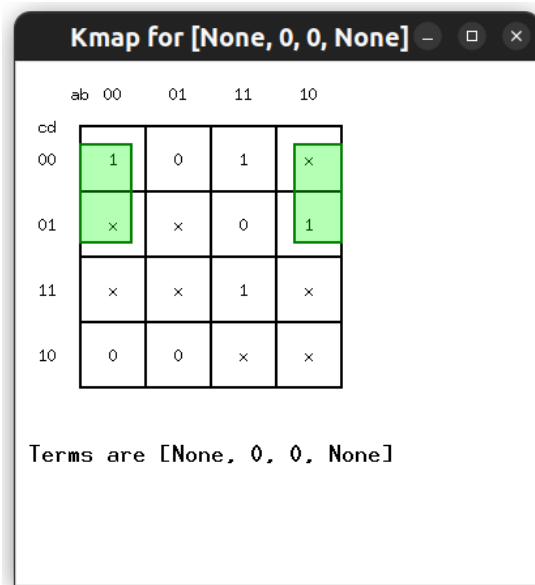 Kmap for [None, 0, 0, None]
ab 00 01 11 10
cd
00 1 0 1 x
01 x x 0 1
11 x x 1 x
10 0 0 x x
Terms are [None, 0, 0, None]